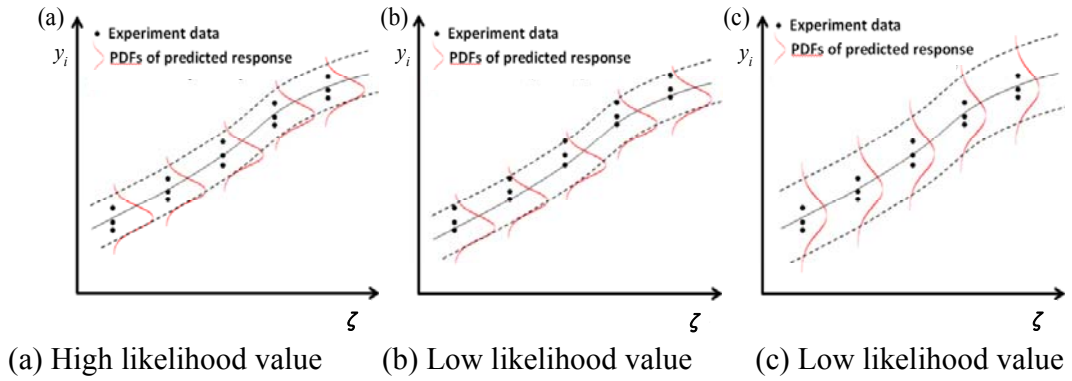 (a)
Experiment data
PDFs of predicted response
y_i
ζ
(b)
Experiment data
PDFs of predicted response
y_i
ζ
(c)
Experiment data
PDFs of predicted response
y_i
ζ
(a) High likelihood value
(b) Low likelihood value
(c) Low likelihood value